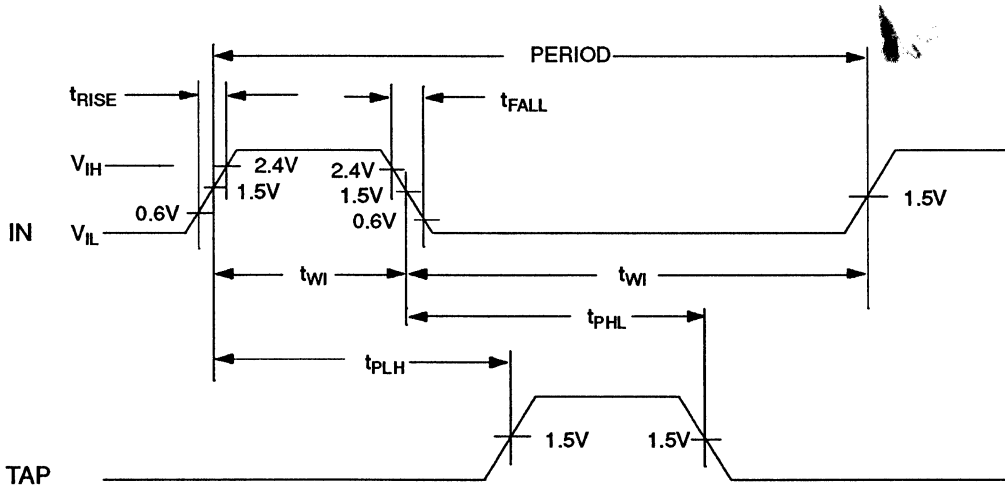 PERIOD
tRISE
tFALL
VIH
2.4V
2.4V
1.5V
1.5V
1.5V
0.6V
0.6V
IN
VIL
tWI
tWI
tPHL
tPLH
1.5V
1.5V
TAP